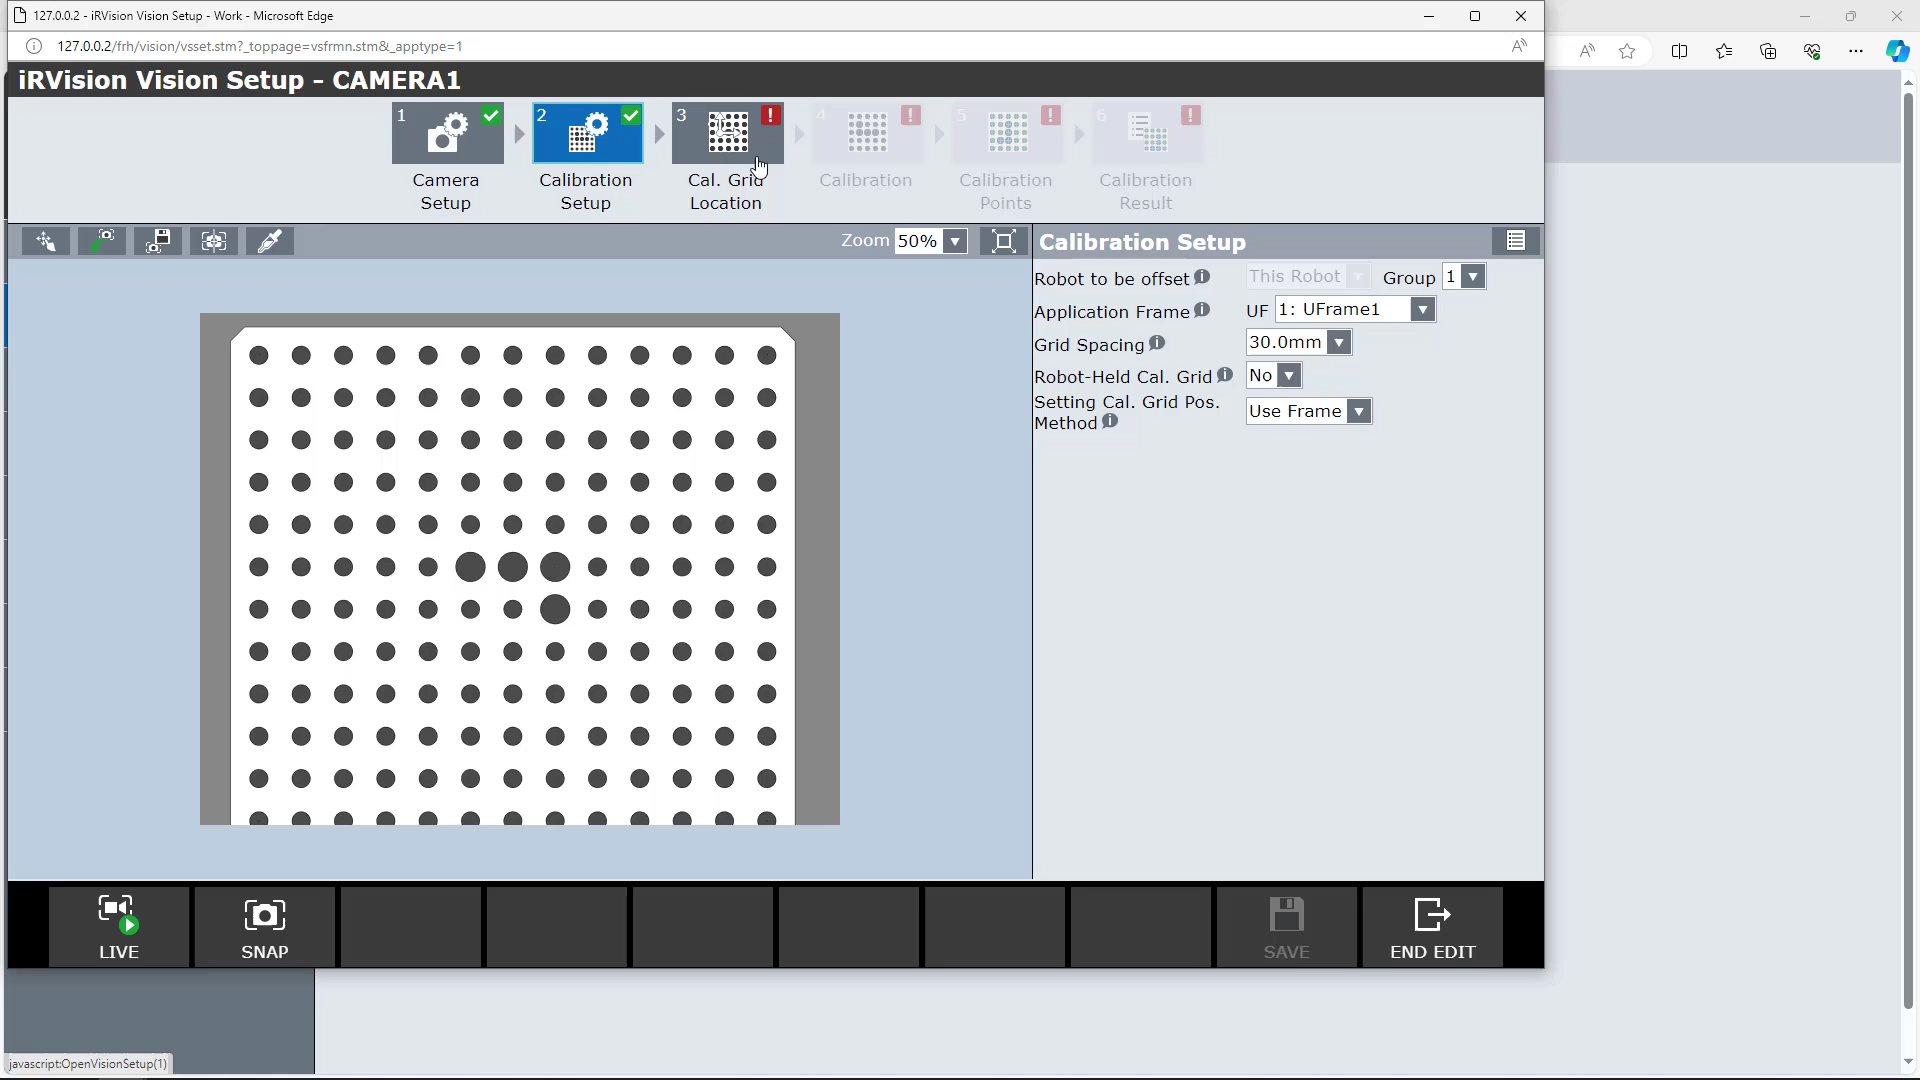 127.0.0.2 - iRVision Vision Setup - Work - Microsoft Edge
127.0.0.2/frh/vision/vsset.stm?_toppage=vsfrmn.stm&_apptype=1
iRVision Vision Setup - CAMERA1
1 2 3 ! 4 ! 5 ! 6 !
Camera Setup
Calibration Setup
Cal. Grid Location
Calibration
Calibration Points
Calibration Result
Zoom 50%
Calibration Setup
Robot to be offset This Robot Group 1
Application Frame UF 1: UFrame1
Grid Spacing 30.0mm
Robot-Held Cal. Grid No
Setting Cal. Grid Pos.
Method Use Frame
LIVE SNAP SAVE END EDIT
javascript:OpenVisionSetup(1)